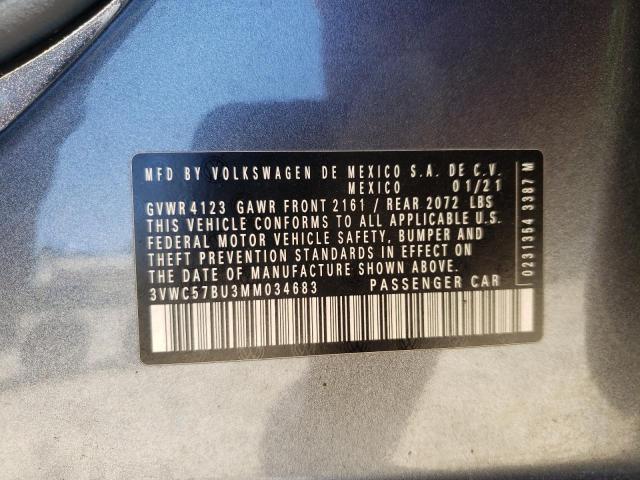 MFD BY VOLKSWAGEN DE MEXICO S.A. DE C.V.
MEXICO 01/21
GVWR 4123 GAWR FRONT 2161 / REAR 2072 LBS
THIS VEHICLE CONFORMS TO ALL APPLICABLE U.S.
FEDERAL MOTOR VEHICLE SAFETY, BUMPER AND
THEFT PREVENTION STANDARDS IN EFFECT ON
THE DATE OF MANUFACTURE SHOWN ABOVE.
3VWC57BU3MM034683 PASSENGER CAR
0231354 3387 M